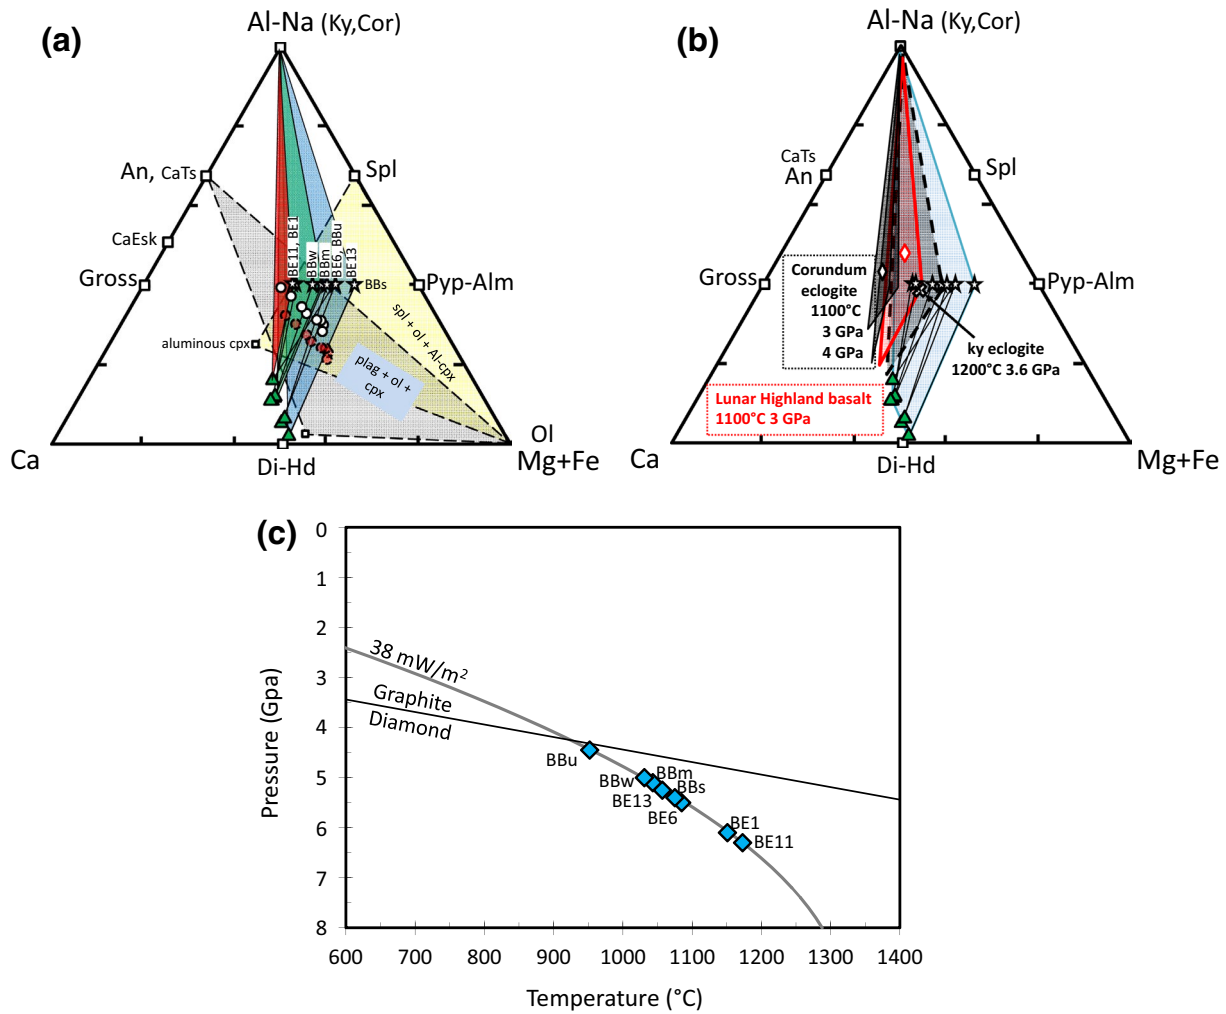 (a)
Al-Na (Ky,Cor)
An, CaTs
Spl
CaEsk
Gross
BE11, BE1
BBw
BBm
BE6, BBu
BE13
BBs
Pyp-Alm
aluminous cpx
spl + ol + Al-cpx
plag + ol +
cpx
Ol
Ca
Di-Hd
Mg+Fe
(b)
Al-Na (Ky,Cor)
CaTs
An
Spl
Gross
Pyp-Alm
Corundum
eclogite
1100°C
3 GPa
4 GPa
ky eclogite
1200°C 3.6 GPa
Lunar Highland basalt
1100°C 3 GPa
Ca
Di-Hd
Mg+Fe
(c)
0
1
2
3
4
5
6
7
8
Pressure (Gpa)
38 mW/m²
Graphite
Diamond
BBu
BBw
BBm
BBs
BE13
BE6
BE1
BE11
600 700 800 900 1000 1100 1200 1300 1400
Temperature (°C)